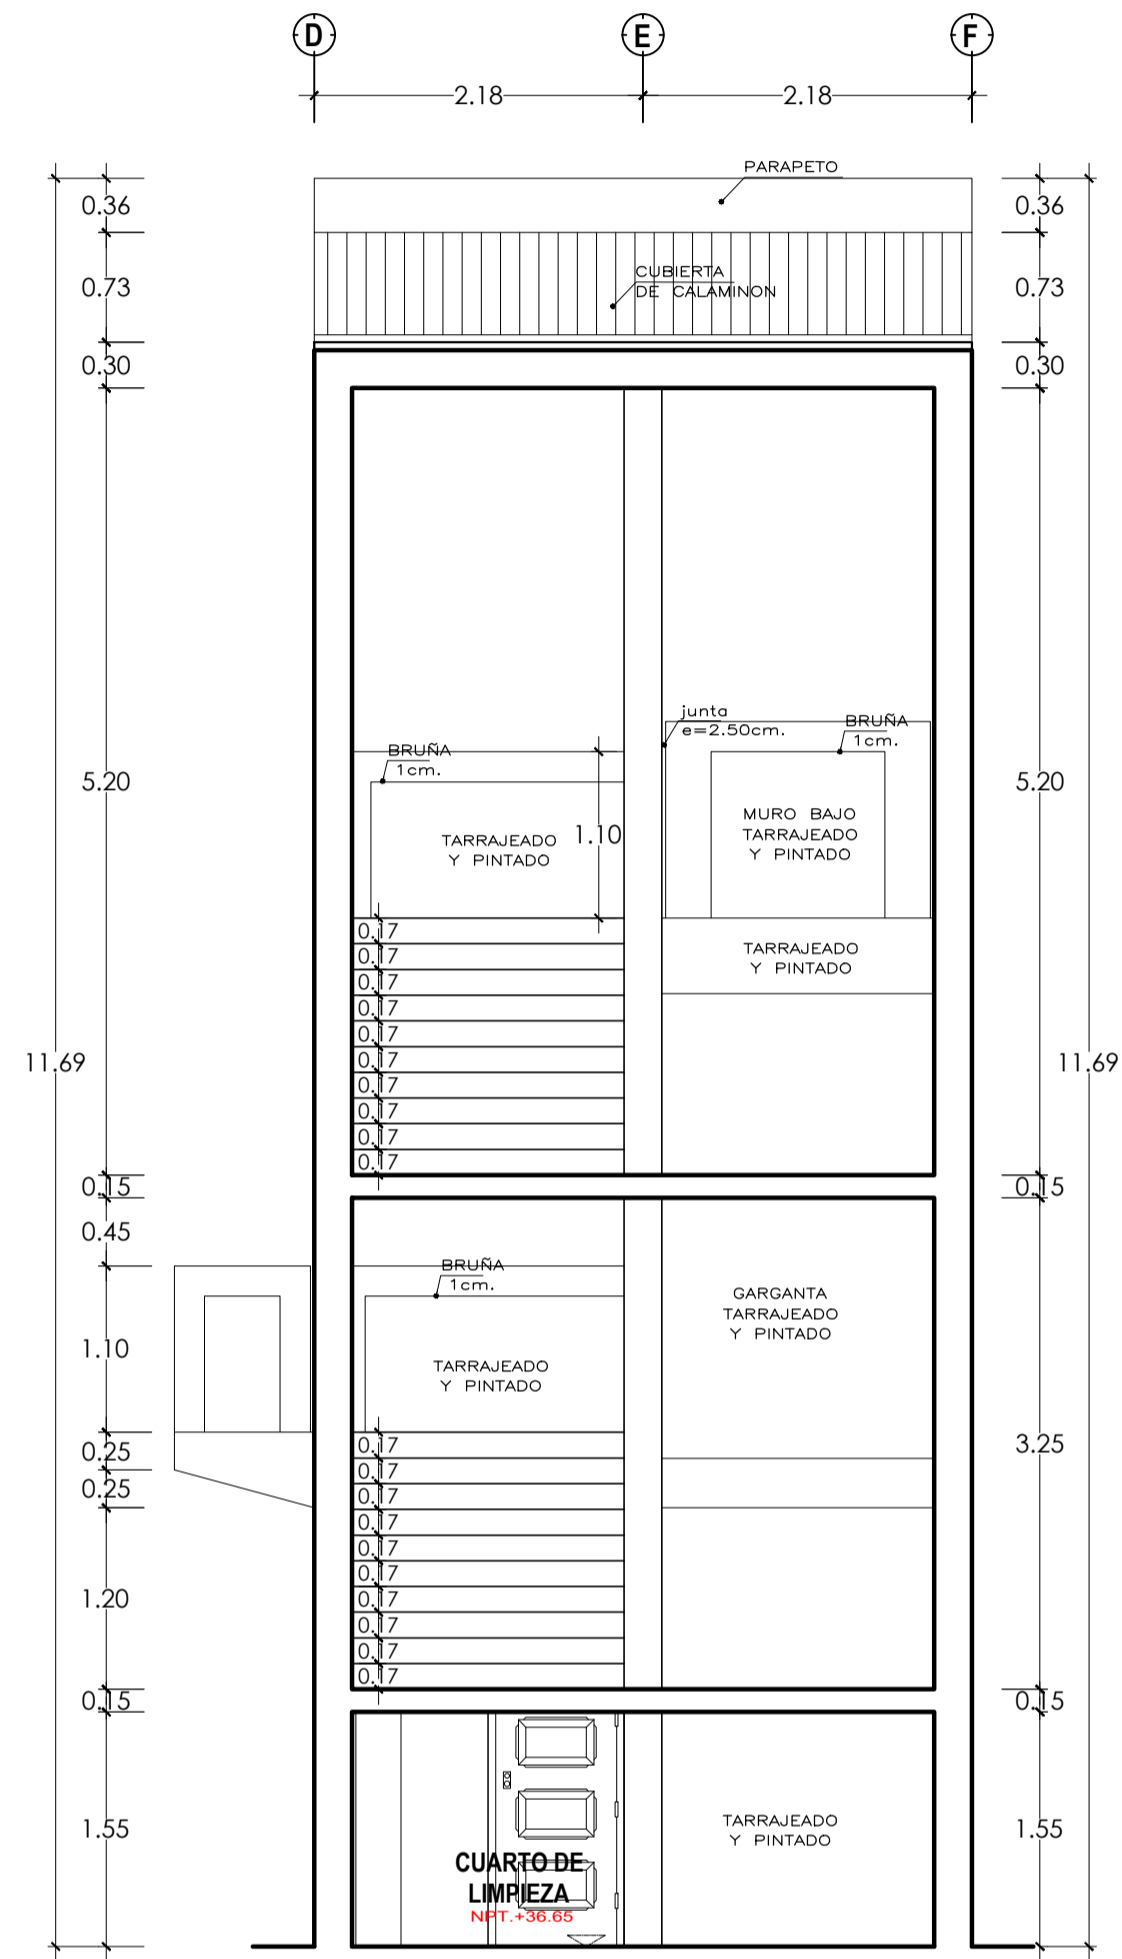 D
E
F
2.18
2.18
PARAPETO
0.36
0.36
CUBIERTA
DE CALAMINON
0.73
0.73
0.30
0.30
junta
e=2.50cm.
BRUÑA
1cm.
BRUÑA
1cm.
5.20
5.20
MURO BAJO
TARRAJEADO
Y PINTADO
TARRAJEADO
Y PINTADO
1.10
0.17
TARRAJEADO
Y PINTADO
0.17
0.17
0.17
0.17
0.17
0.17
0.17
0.17
0.17
11.69
11.69
0.15
0.15
0.45
BRUÑA
1cm.
GARGANTA
TARRAJEADO
Y PINTADO
1.10
TARRAJEADO
Y PINTADO
3.25
0.17
0.25
0.17
0.25
0.17
0.17
0.17
0.17
1.20
0.17
0.17
0.17
0.17
0.15
0.15
1.55
TARRAJEADO
Y PINTADO
1.55
CUARTO DE
LIMPIEZA
NPT.+36.65